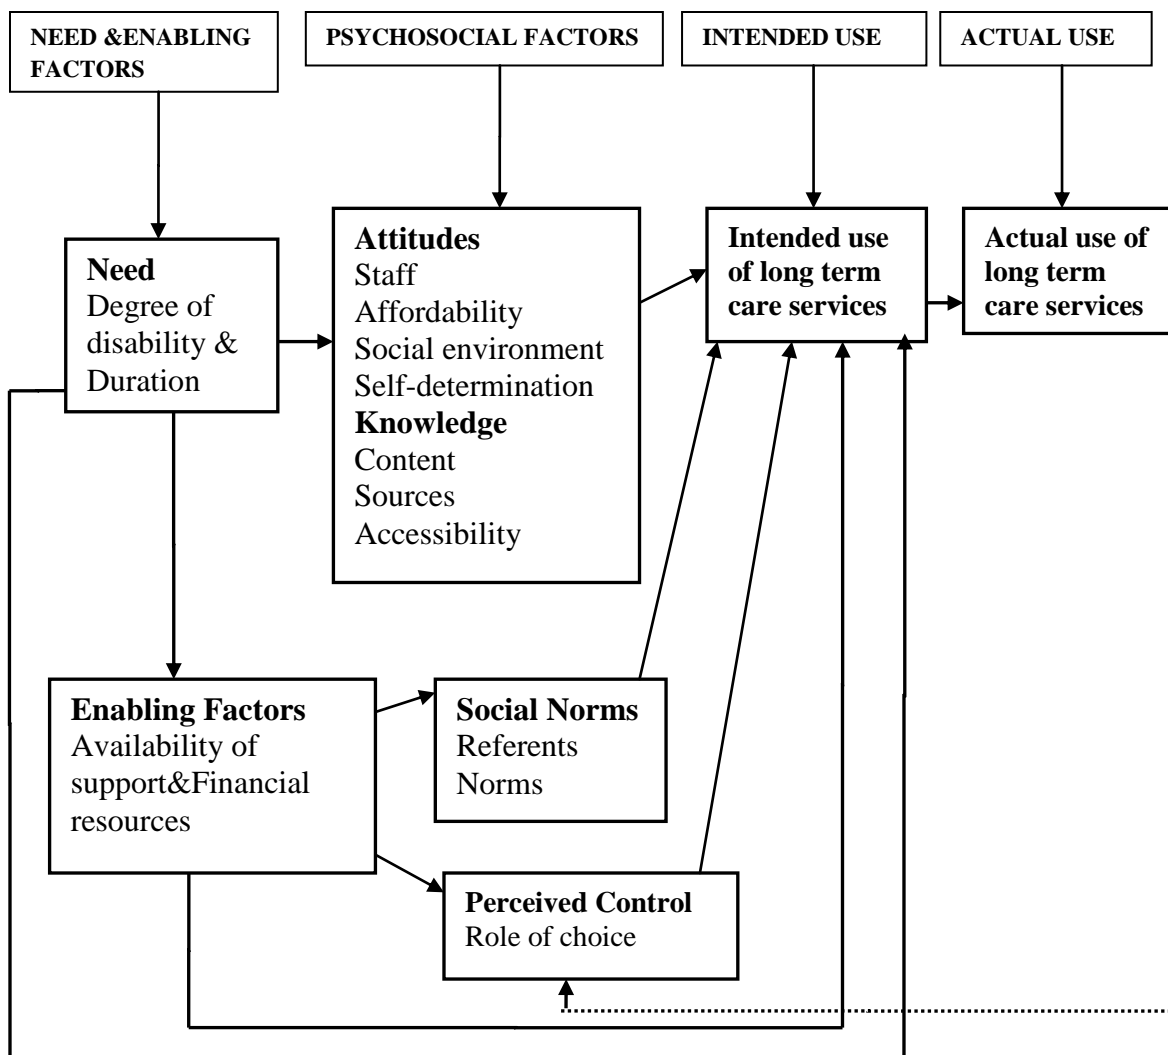 NEED &ENABLING
FACTORS
PSYCHOSOCIAL FACTORS
INTENDED USE
ACTUAL USE
Need
Degree of
disability &
Duration
Attitudes
Staff
Affordability
Social environment
Self-determination
Knowledge
Content
Sources
Accessibility
Intended use
of long term
care services
Actual use of
long term
care services
Enabling Factors
Availability of
support&Financial
resources
Social Norms
Referents
Norms
Perceived Control
Role of choice